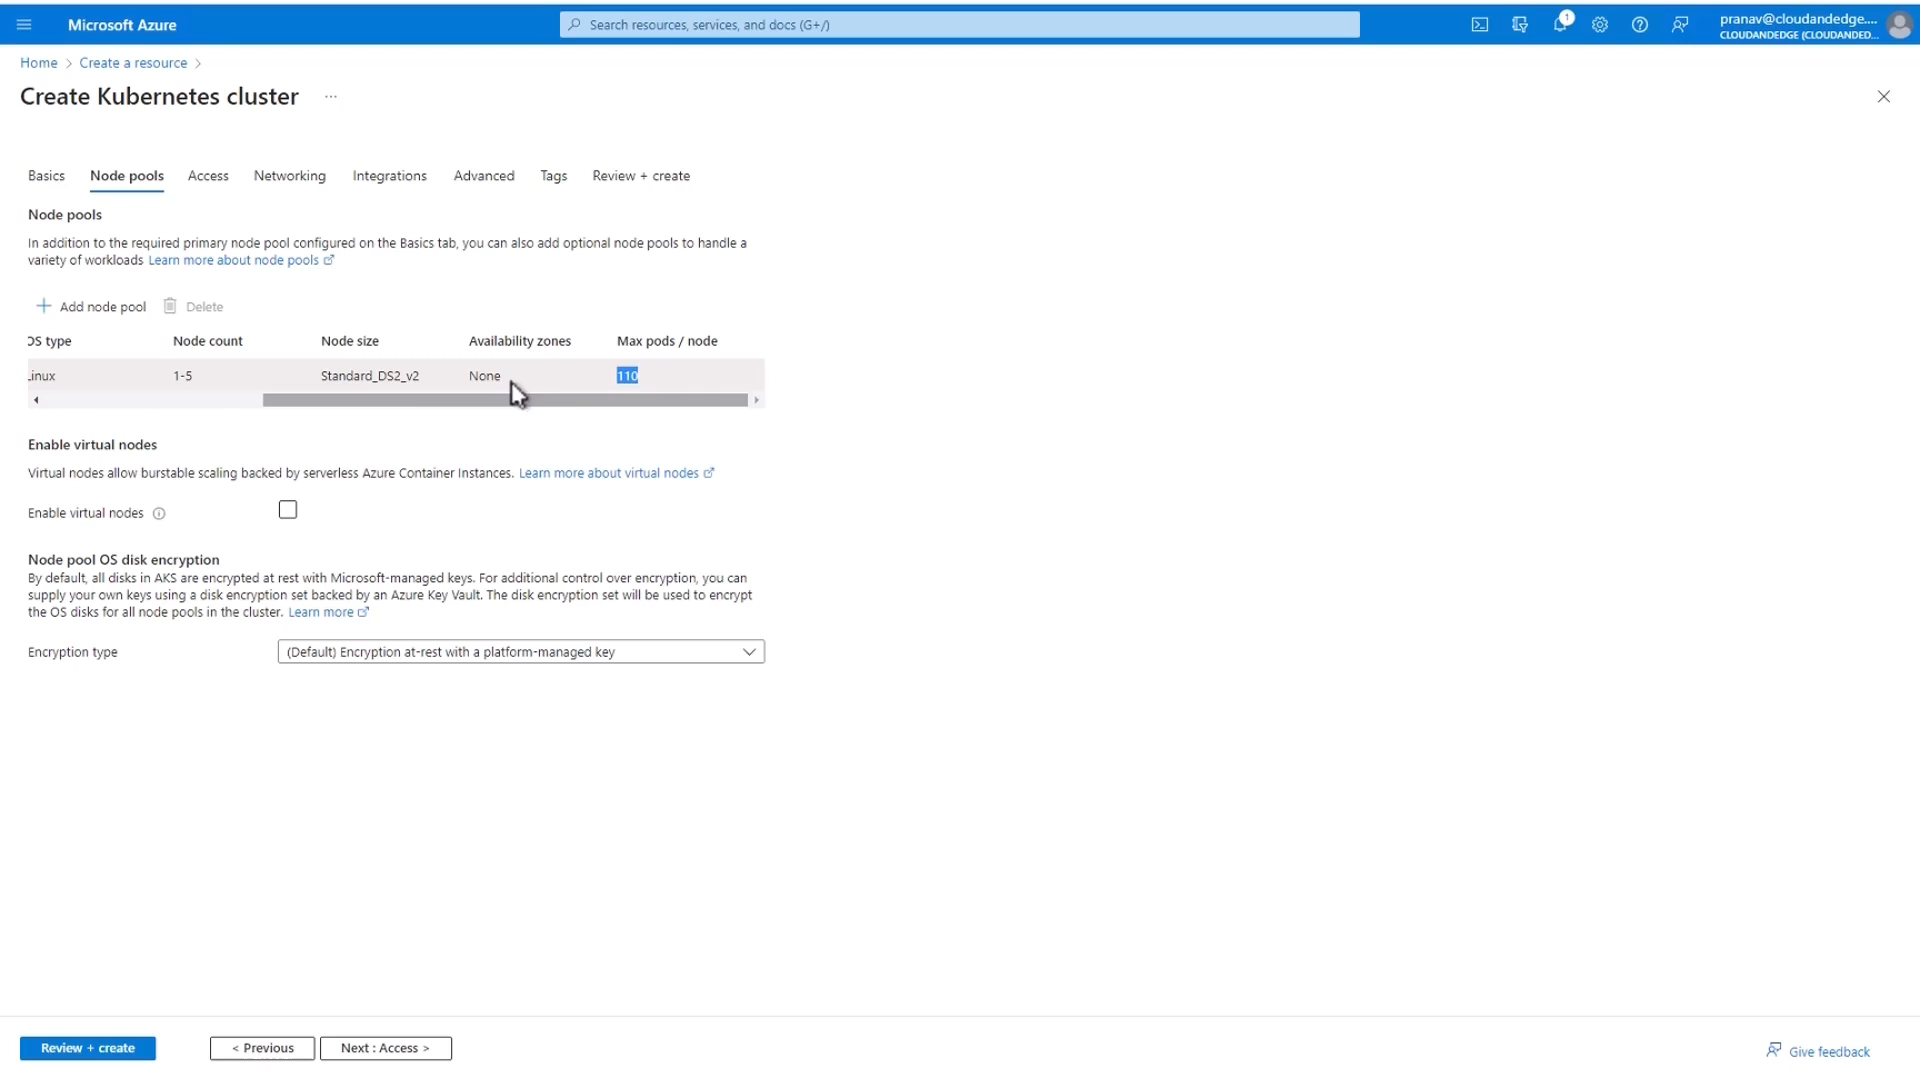 Microsoft Azure
Search resources, services, and docs (G+/)
1
pranav@cloudandedge....
CLOUDANDEDGE (CLOUDANDED...
Home > Create a resource >
Create Kubernetes cluster ...
Basics Node pools Access Networking Integrations Advanced Tags Review + create
Node pools
In addition to the required primary node pool configured on the Basics tab, you can also add optional node pools to handle a
variety of workloads Learn more about node pools
+ Add node pool Delete
OS type Node count Node size Availability zones Max pods / node
Linux 1-5 Standard_DS2_v2 None 110
Enable virtual nodes
Virtual nodes allow burstable scaling backed by serverless Azure Container Instances. Learn more about virtual nodes
Enable virtual nodes
Node pool OS disk encryption
By default, all disks in AKS are encrypted at rest with Microsoft-managed keys. For additional control over encryption, you can
supply your own keys using a disk encryption set backed by an Azure Key Vault. The disk encryption set will be used to encrypt
the OS disks for all node pools in the cluster. Learn more
Encryption type (Default) Encryption at-rest with a platform-managed key
Review + create < Previous Next : Access > Give feedback